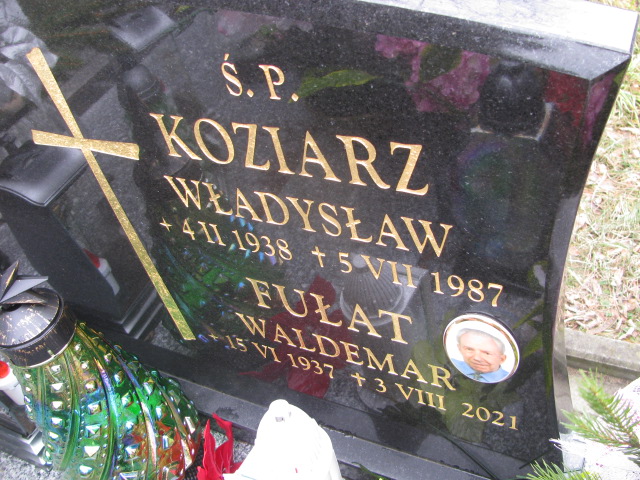 Ś.P.
KOZIARZ
WŁADYSŁAW
+ 4 II 1938 + 5 VII 1987
FUŁAT
WALDEMAR
+ 15 VI 1937 + 3 VIII 2021